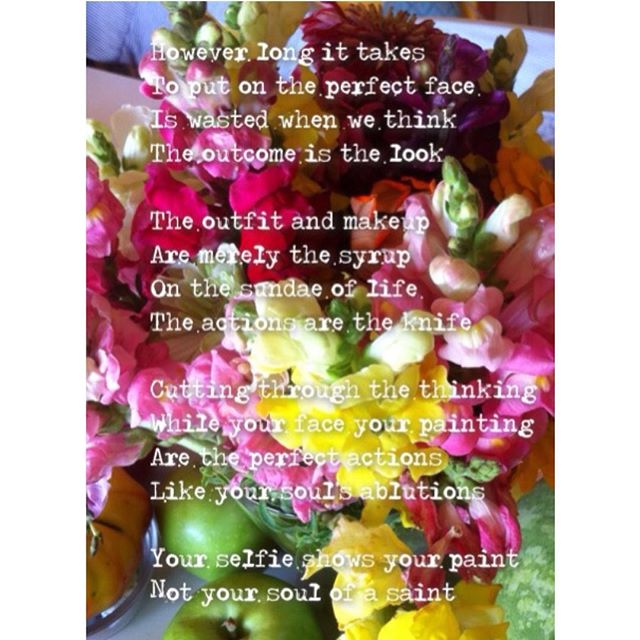 However long it takes
To put on the perfect face.
Is wasted when we think
The outcome is the look
The outfit and makeup
Are merely the syrup
On the sundae of life.
The actions are the knife
Cutting through the thinking
While your face your painting
Are the perfect actions
Like your soul's ablutions
Your selfie shows your paint
Not your soul of a saint